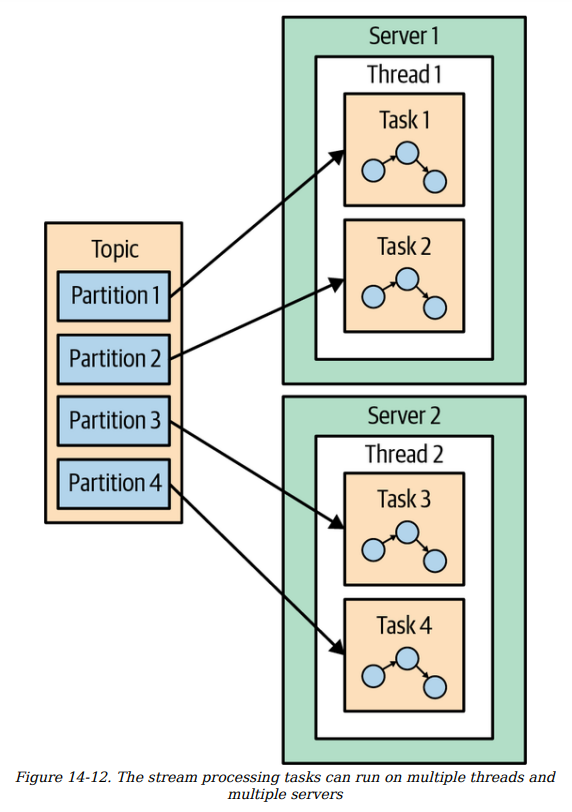 Server 1
Thread 1
Task 1
Task 2
Topic
Partition 1
Partition 2
Partition 3
Partition 4
Server 2
Thread 2
Task 3
Task 4
Figure 14-12. The stream processing tasks can run on multiple threads and
multiple servers